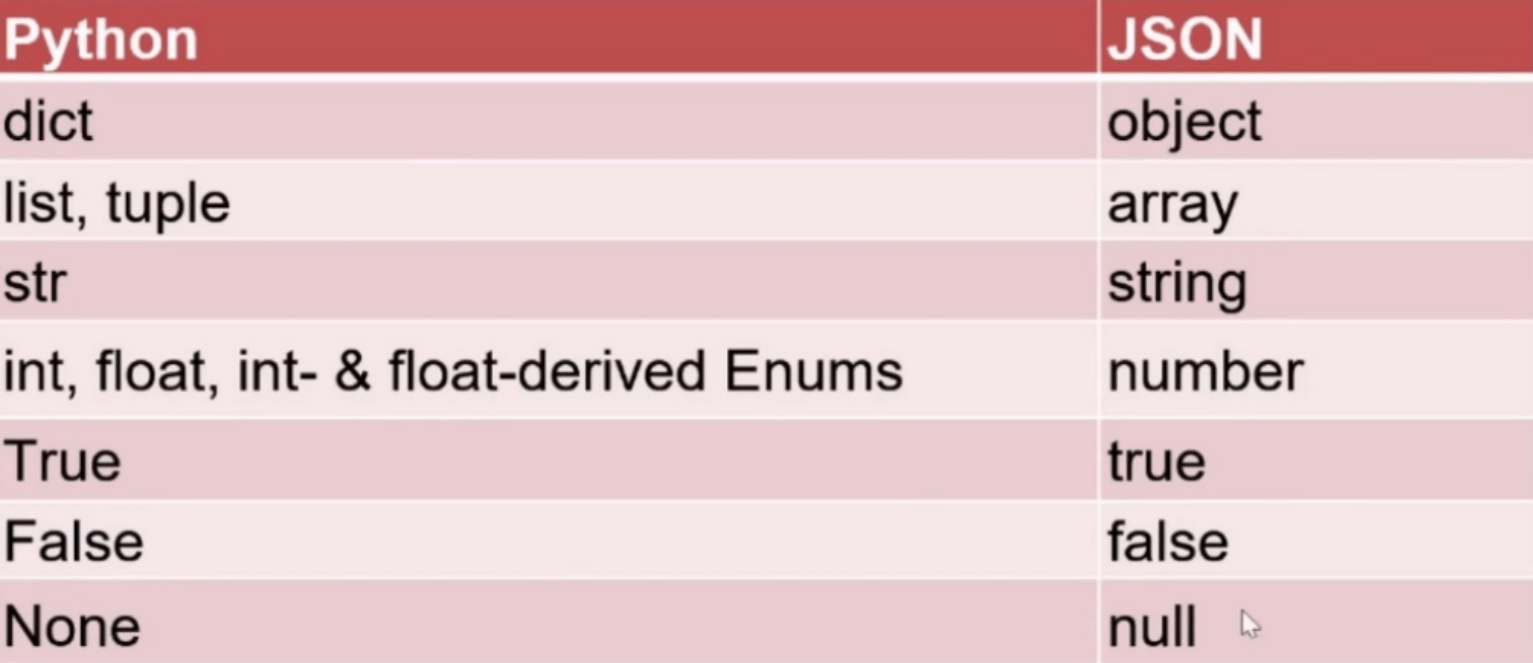 Python JSON
dict object
list, tuple array
str string
int, float, int- & float-derived Enums number
True true
False false
None null